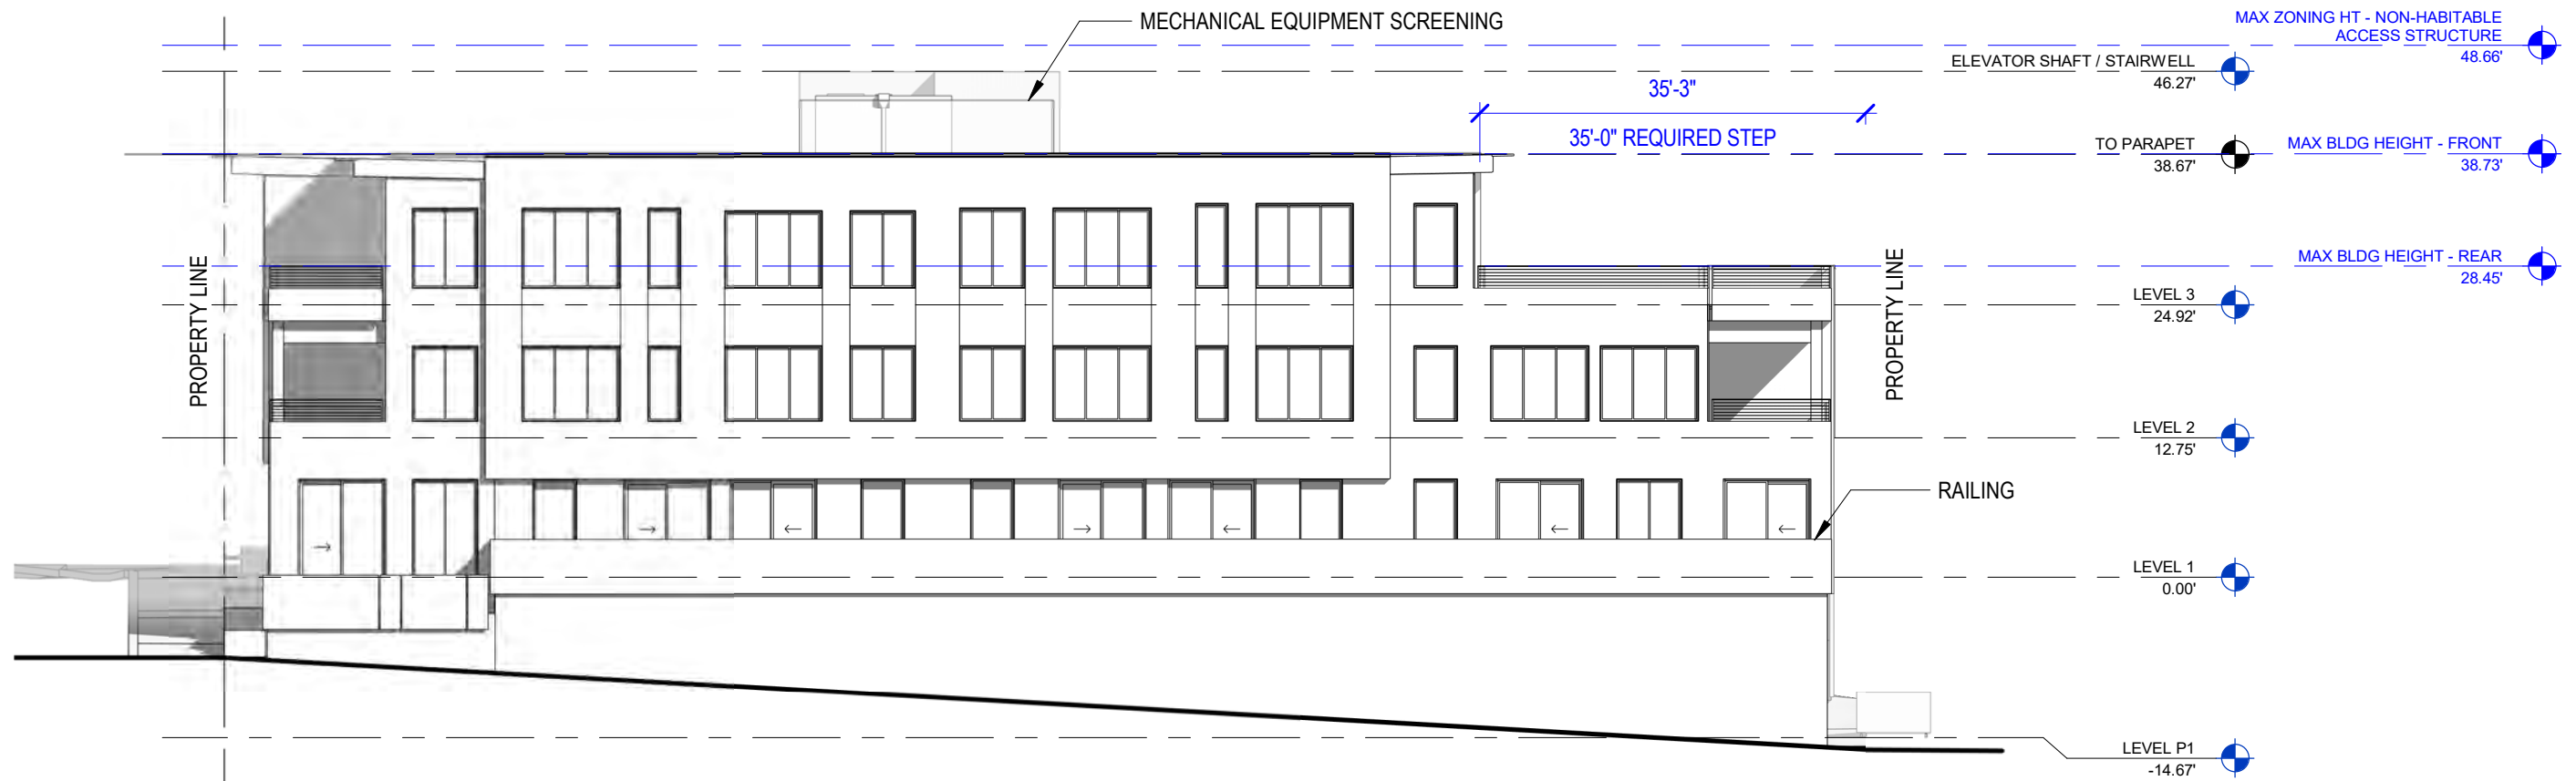 MECHANICAL EQUIPMENT SCREENING
MAX ZONING HT - NON-HABITABLE
ACCESS STRUCTURE
48.66'
ELEVATOR SHAFT / STAIRWELL
46.27'
35'-3"
35'-0" REQUIRED STEP
TO PARAPET
38.67'
MAX BLDG HEIGHT - FRONT
38.73'
PROPERTY LINE
PROPERTY LINE
MAX BLDG HEIGHT - REAR
28.45'
LEVEL 3
24.92'
LEVEL 2
12.75'
RAILING
LEVEL 1
0.00'
LEVEL P1
-14.67'